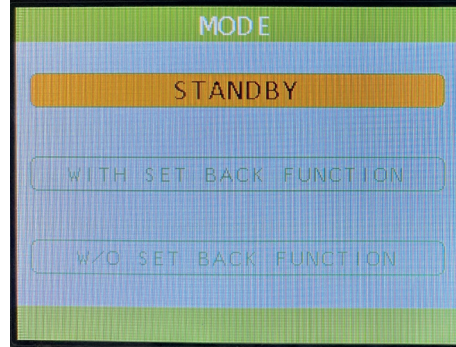 MODE
STANDBY
WITH SET BACK FUNCTION
W/O SET BACK FUNCTION